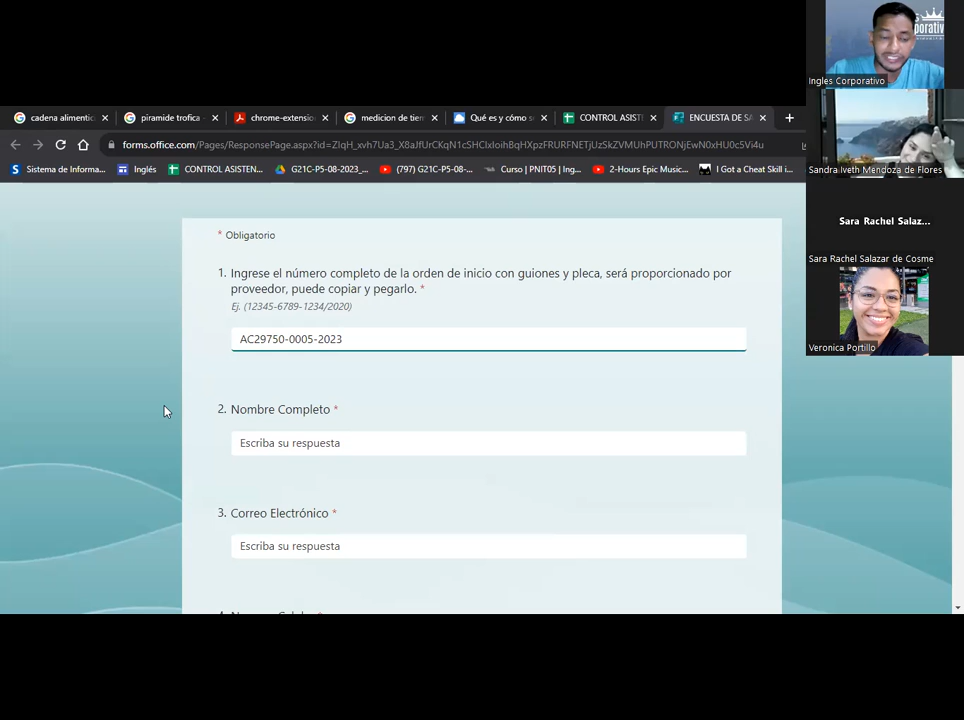 orporativo
Ingles Corporativo
cadena alimentic
piramide trofica -
chrome-extensio
medicion de tiem
Qué es y cómo s
CONTROL ASIST
ENCUESTA DE SA
forms.office.com/Pages/ResponsePage.aspx?id=ZIqH_xvh7Ua3_X8aJfUrCKqN1cSHClxIoihBqHXpzFRURFNETjUzSkZVMUhPUTRONjEwN0xHU0c5Vi4u
Sistema de Informa...
Inglés
CONTROL ASISTEN...
G21C-P5-08-2023_...
(797) G21C-P5-08-...
Curso | PNIT05 | Ing...
2-Hours Epic Music...
I Got a Cheat Skill i...
Sandra Iveth Mendoza de Flores
Sara Rachel Salaz...
Sara Rachel Salazar de Cosme
Veronica Portillo
* Obligatorio
1. Ingrese el número completo de la orden de inicio con guiones y pleca, será proporcionado por
proveedor, puede copiar y pegarlo. *
Ej. (12345-6789-1234/2020)
AC29750-0005-2023
2. Nombre Completo *
Escriba su respuesta
3. Correo Electrónico *
Escriba su respuesta